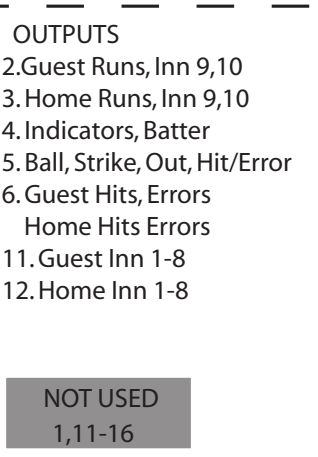 OUTPUTS
2.Guest Runs, Inn 9,10
3. Home Runs, Inn 9,10
4. Indicators, Batter
5. Ball, Strike, Out, Hit/Error
6. Guest Hits, Errors
Home Hits Errors
11. Guest Inn 1-8
12. Home Inn 1-8
NOT USED
1,11-16